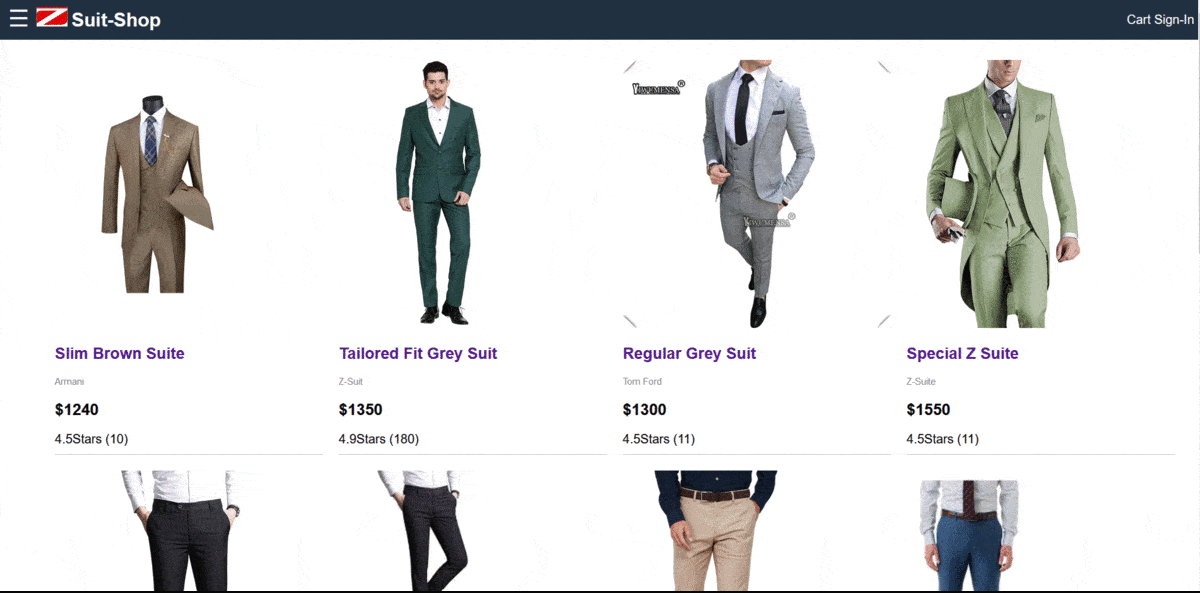 ☰ Suit-Shop
Cart Sign-In
Slim Brown Suite
Armani
$1240
4.5Stars (10)
Tailored Fit Grey Suit
Z-Suit
$1350
4.9Stars (180)
YIWUMENSA®
YIWUMENSA®
Regular Grey Suit
Tom Ford
$1300
4.5Stars (11)
Special Z Suite
Z-Suite
$1550
4.5Stars (11)